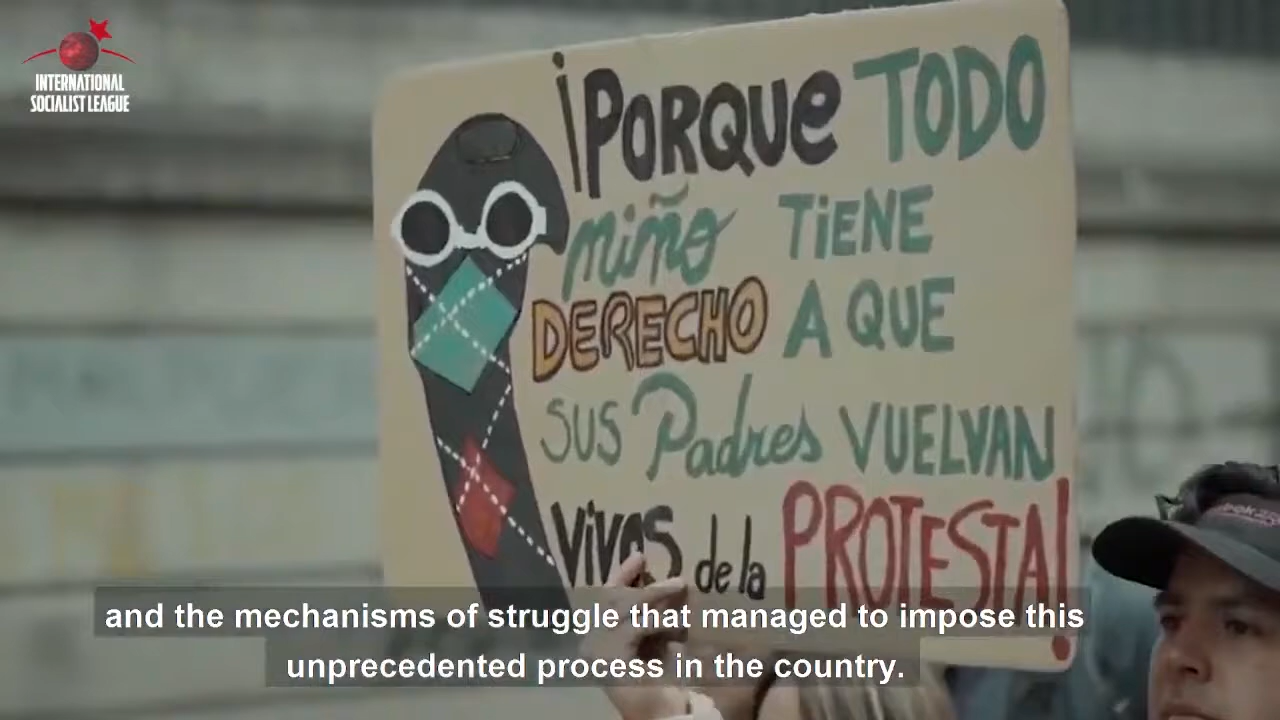 INTERNATIONAL
SOCIALIST LEAGUE
¡PORQUE TODO
niño TIENE
DERECHO A QUE
SUS Padres VUELVAN
VIVOS de la PROTESTA!
and the mechanisms of struggle that managed to impose this
unprecedented process in the country.